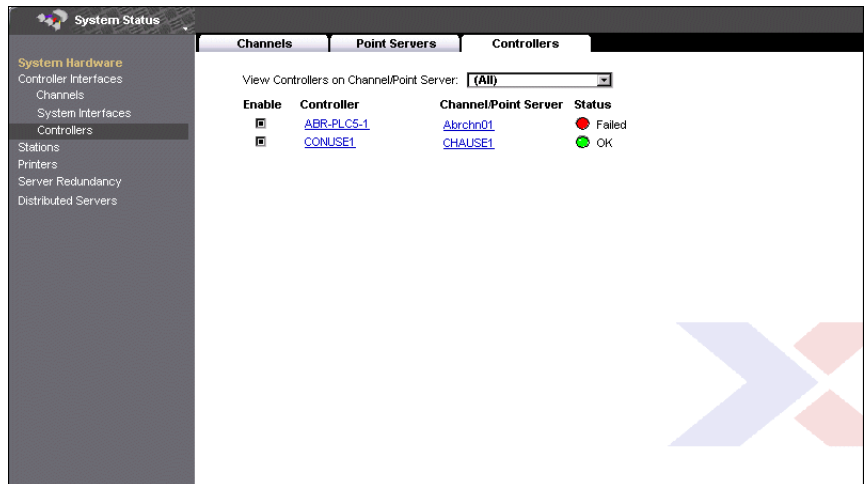 System Status
Channels Point Servers Controllers
System Hardware
Controller Interfaces
Channels
System Interfaces
Controllers
Stations
Printers
Server Redundancy
Distributed Servers
View Controllers on Channel/Point Server: (All)
Enable Controller Channel/Point Server Status
ABR-PLC5-1 Abrchn01 Failed
CONUSE1 CHAUSE1 OK